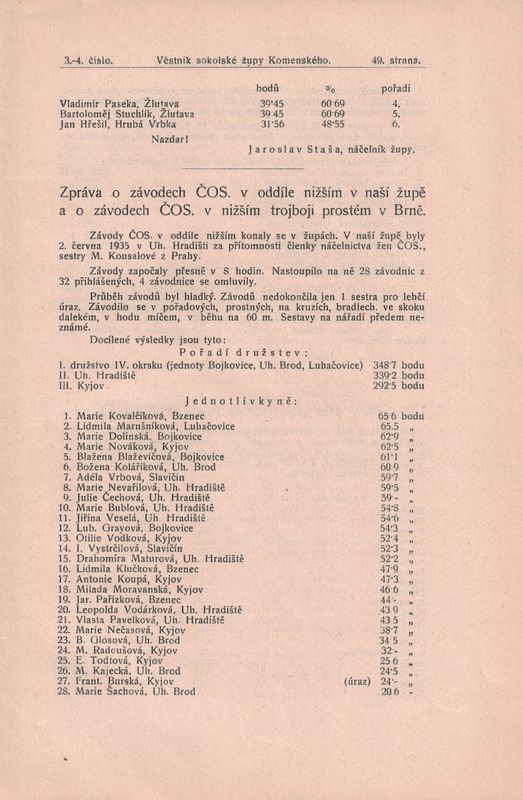 3.-4. číslo. Věstník sokolské župy Komenského. 49. strana.
bodů % pořadí
Vladimír Paseka, Žlutava 39·45 60 69 4.
Bartoloměj Stuchlík, Žlutava 39 45 60·69 5.
Jan Hřešil, Hrubá Vrbka 31·56 48·55 6.
Nazdar!
Jaroslav Staša, náčelník župy.
Zpráva o závodech ČOS. v oddíle nižším v naší župě
a o závodech ČOS. v nižším trojboji prostém v Brně.
Závody ČOS. v oddíle nižším konaly se v župách. V naší župě byly
2. června 1935 v Uh. Hradišti za přítomnosti členky náčelnictva žen ČOS.,
sestry M. Kousalové z Prahy.
Závody započaly přesně v 8 hodin. Nastoupilo na ně 28 závodnic z
32 přihlášených, 4 závodnice se omluvily.
Průběh závodů byl hladký. Závodů nedokončila jen 1 sestra pro lehčí
úraz. Závodilo se v pořadových, prostných, na kruzích, bradlech, ve skoku
dalekém, v hodu míčem, v běhu na 60 m. Sestavy na nářadí předem ne-
známé.
Docílené výsledky jsou tyto:
Pořadí družstev:
I. družstvo IV. okrsku (jednoty Bojkovice, Uh. Brod, Luhačovice) 348·7 bodu
II. Uh. Hradiště 339·2 bodu
III. Kyjov 292·5 bodu
Jednotlivkyně:
1. Marie Kovalčíková, Bzenec 65·6 bodu
2. Lidmila Marušníková, Luhačovice 65.5 „
3. Marie Dolinská, Bojkovice 62·9 „
4. Marie Nováková, Kyjov 62·5 „
5. Blažena Blaževičová, Bojkovice 61·1 „
6. Božena Koláříková, Uh. Brod 60 9 „
7. Adéla Vrbová, Slavičín 59·7 „
8. Marie Nevařilová, Uh. Hradiště 59·5 „
9. Julie Čechová, Uh. Hradiště 59·- „
10. Marie Bublová, Uh. Hradiště 54·8 „
11. Jiřina Veselá, Uh. Hradiště 54·6 „
12. Lub. Grayová, Bojkovice 54·3 „
13. Otilie Vodková, Kyjov 52·4 „
14. I. Vystrčilová, Slavičín 52·3 „
15. Drahomíra Maturová, Uh. Hradiště 52·2 „
16. Lidmila Klučková, Bzenec 47·9 „
17. Antonie Koupá, Kyjov 47·3 „
18. Milada Moravanská, Kyjov 46 6 „
19. Jar. Pařízková, Bzenec 44·- „
20. Leopolda Vodárková, Uh. Hradiště 43 9 „
21. Vlasta Pavelková, Uh. Hradiště 43 5 „
22. Marie Nečasová, Kyjov 38·7 „
23. B. Glosová, Uh. Brod 34 5 „
24. M. Radoušová, Kyjov 32·- „
25. E. Todtová, Kyjov 25 6 „
26. M. Kajecká, Uh. Brod 24·5 „
27. Frant. Burská, Kyjov (úraz) 24·- „
28. Marie Šachová, Uh. Brod 20 6 „